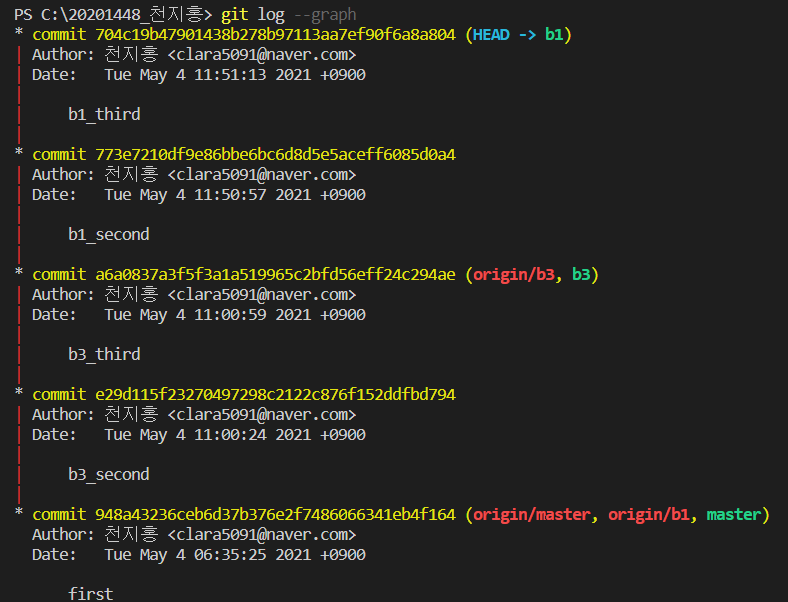 PS C:\20201448_천지홍> git log --graph
* commit 704c19b47901438b278b97113aa7ef90f6a8a804 (HEAD -> b1)
| Author: 천지홍 <clara5091@naver.com>
| Date:   Tue May 4 11:51:13 2021 +0900
|
|     b1_third
|
* commit 773e7210df9e86bbe6bc6d8d5e5aceff6085d0a4
| Author: 천지홍 <clara5091@naver.com>
| Date:   Tue May 4 11:50:57 2021 +0900
|
|     b1_second
|
* commit a6a0837a3f5f3a1a519965c2bfd56eff24c294ae (origin/b3, b3)
| Author: 천지홍 <clara5091@naver.com>
| Date:   Tue May 4 11:00:59 2021 +0900
|
|     b3_third
|
* commit e29d115f23270497298c2122c876f152ddfbd794
| Author: 천지홍 <clara5091@naver.com>
| Date:   Tue May 4 11:00:24 2021 +0900
|
|     b3_second
|
* commit 948a43236ceb6d37b376e2f7486066341eb4f164 (origin/master, origin/b1, master)
  Author: 천지홍 <clara5091@naver.com>
  Date:   Tue May 4 06:35:25 2021 +0900

      first